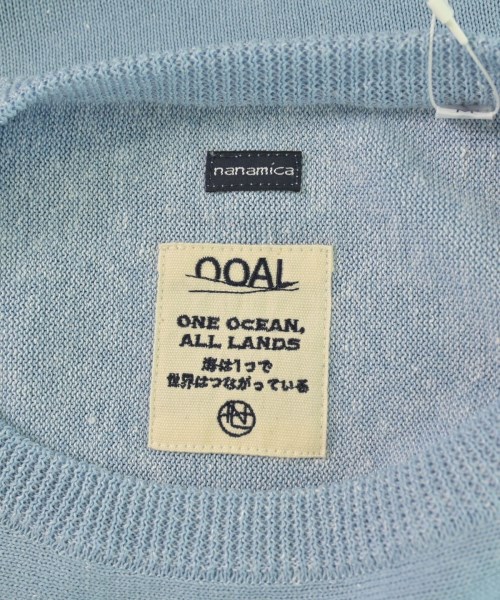 nanamica
OOAL
ONE OCEAN,
ALL LANDS
海は1つで
世界はつながっている